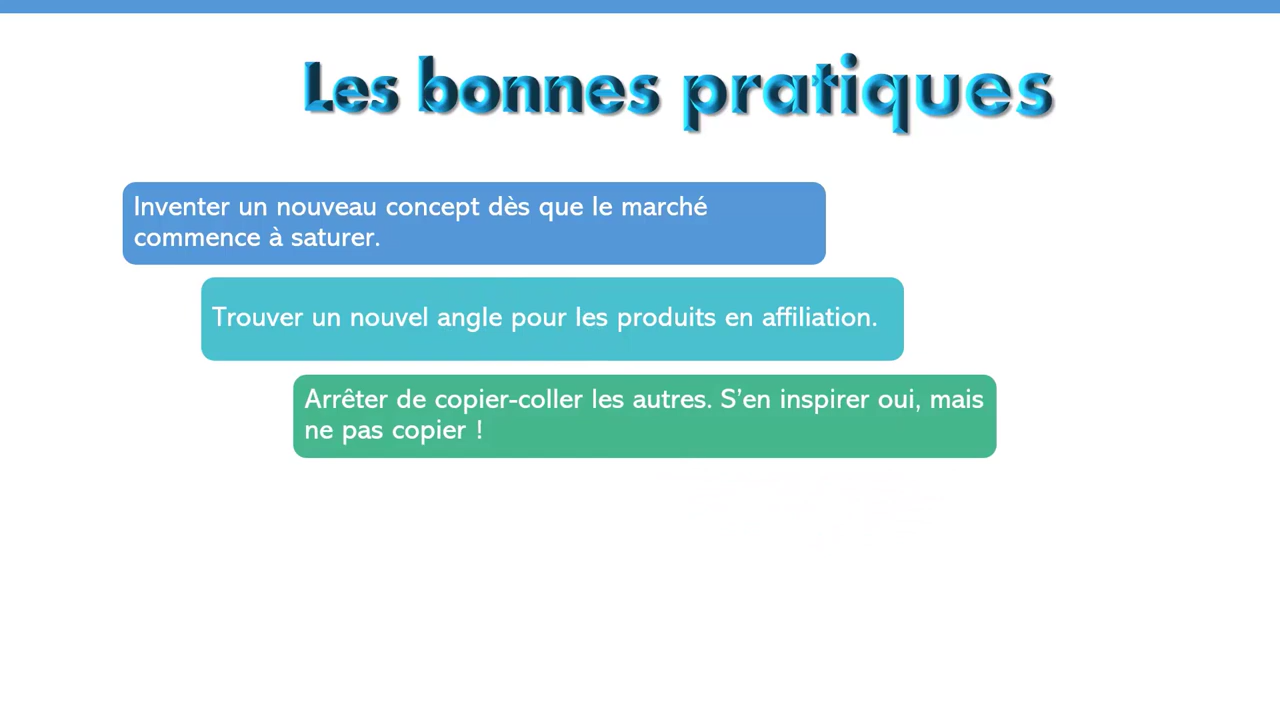 Les bonnes pratiques
Inventer un nouveau concept dès que le marché
commence à saturer.
Trouver un nouvel angle pour les produits en affiliation.
Arrêter de copier-coller les autres. S’en inspirer oui, mais
ne pas copier !